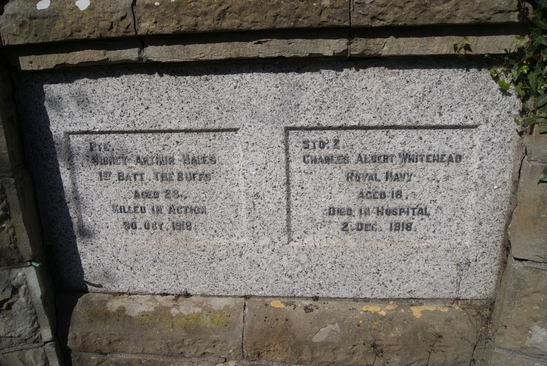 PTE.
SIDNEY ARTHUR HALES
1ST BATT. THE BUFFS
AGED 28.
KILLED IN ACTION
30. OCT. 1918.
STO: 2.
CHARLES ALBERT WHITEHEAD
ROYAL NAVY
AGED 18.
DIED IN HOSPITAL
2. DEC. 1918.